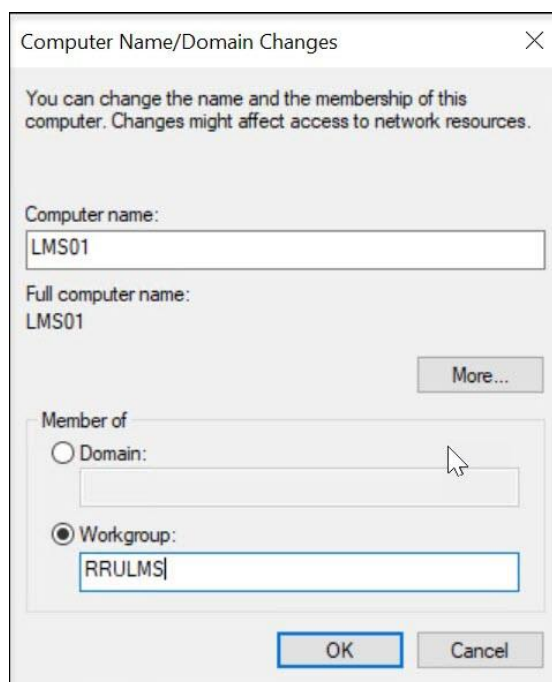 Computer Name/Domain Changes
You can change the name and the membership of this
computer. Changes might affect access to network resources.
Computer name:
LMS01
Full computer name:
LMS01
More...
Member of
Domain:
Workgroup:
RRULMS
OK Cancel